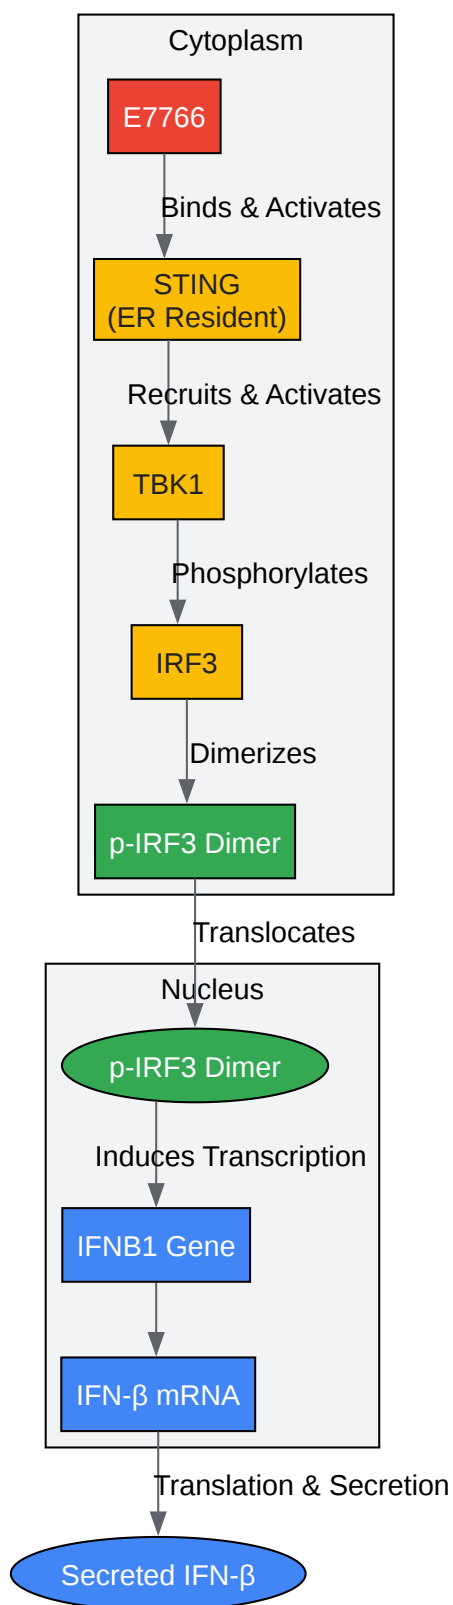 Cytoplasm
E7766
Binds & Activates
STING
(ER Resident)
Recruits & Activates
TBK1
Phosphorylates
IRF3
Dimerizes
p-IRF3 Dimer
Translocates
Nucleus
p-IRF3 Dimer
Induces Transcription
IFNB1 Gene
IFN-β mRNA
Translation & Secretion
Secreted IFN-β